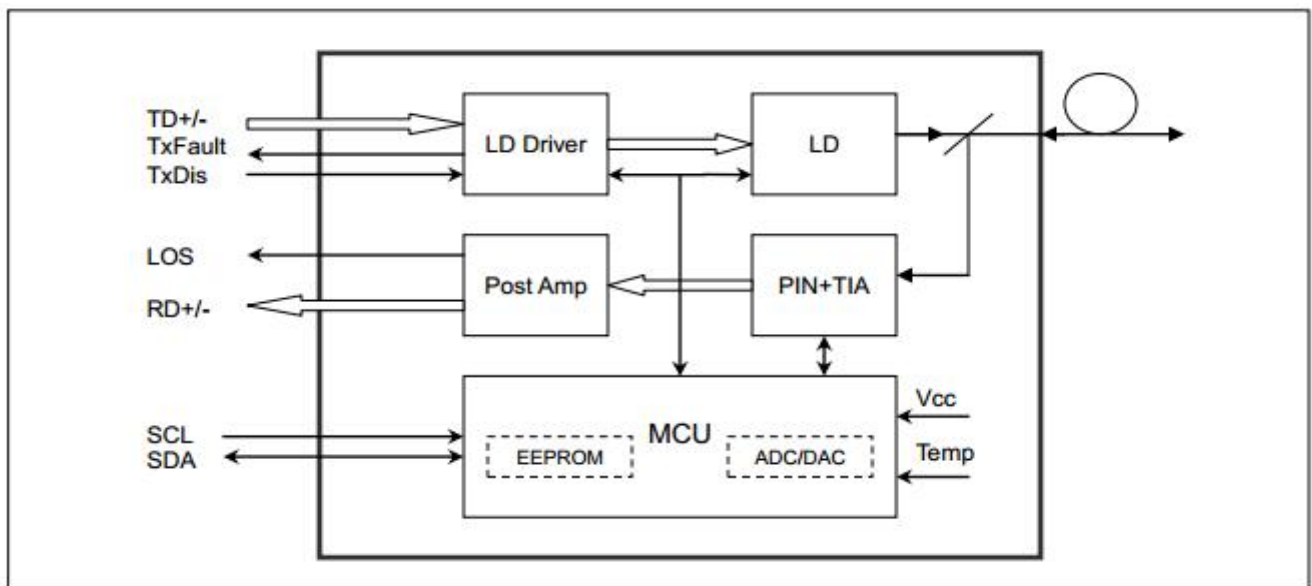 TD+/-
TxFault
TxDis
LD Driver
LD
LOS
RD+/-
Post Amp
PIN+TIA
SCL
SDA
MCU
EEPROM
ADC/DAC
Vcc
Temp